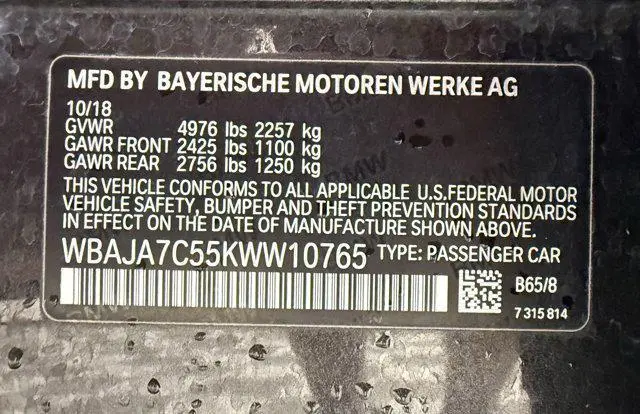 MFD BY BAYERISCHE MOTOREN WERKE AG
10/18
GVWR 4976 lbs 2257 kg
GAWR FRONT 2425 lbs 1100 kg
GAWR REAR 2756 lbs 1250 kg
THIS VEHICLE CONFORMS TO ALL APPLICABLE U.S.FEDERAL MOTOR
VEHICLE SAFETY, BUMPER AND THEFT PREVENTION STANDARDS
IN EFFECT ON THE DATE OF MANUFACTURE SHOWN ABOVE.
WBAJA7C55KWW10765 TYPE: PASSENGER CAR
B65/8
7 315 814